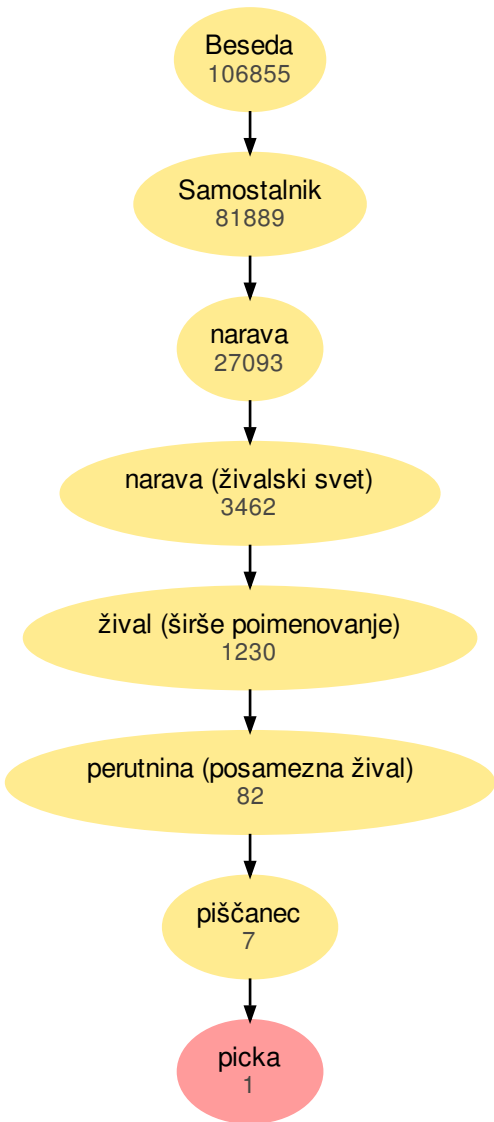 Beseda
106855
Samostalnik
81889
narava
27093
narava (živalski svet)
3462
žival (širše poimenovanje)
1230
perutnina (posamezna žival)
82
piščanec
7
picka
1